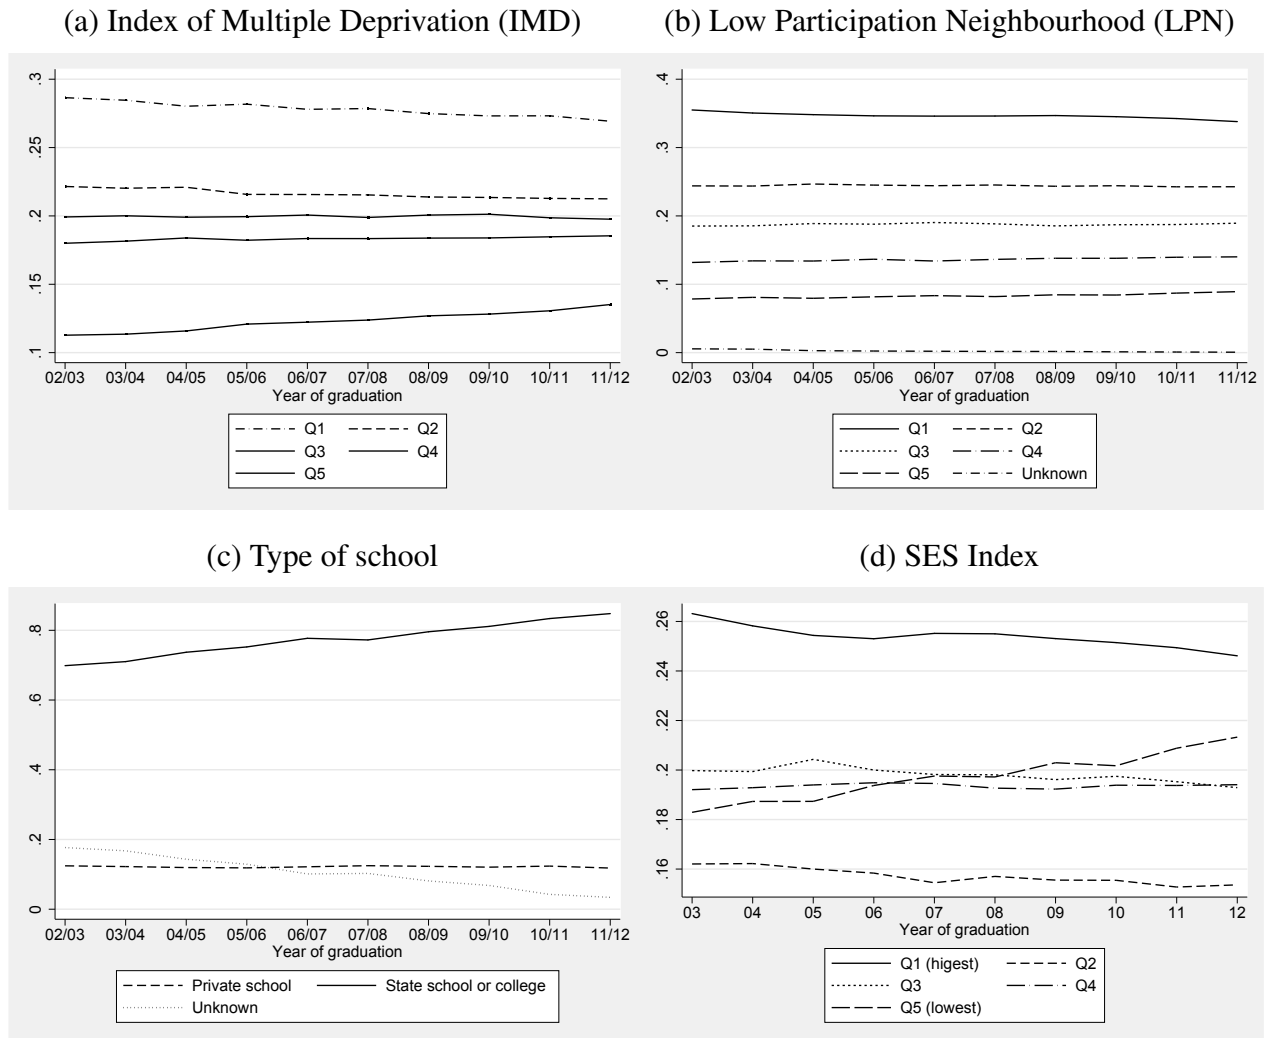 (a) Index of Multiple Deprivation (IMD)
.3
.25
.2
.15
.1
02/03 03/04 04/05 05/06 06/07 07/08 08/09 09/10 10/11 11/12
Year of graduation
Q1 Q2
Q3 Q4
Q5
(b) Low Participation Neighbourhood (LPN)
.4
.3
.2
.1
0
02/03 03/04 04/05 05/06 06/07 07/08 08/09 09/10 10/11 11/12
Year of graduation
Q1 Q2
Q3 Q4
Q5 Unknown
(c) Type of school
.8
.6
.4
.2
0
02/03 03/04 04/05 05/06 06/07 07/08 08/09 09/10 10/11 11/12
Year of graduation
Private school State school or college
Unknown
(d) SES Index
.26
.24
.22
.2
.18
.16
03 04 05 06 07 08 09 10 11 12
Year of graduation
Q1 (higest) Q2
Q3 Q4
Q5 (lowest)